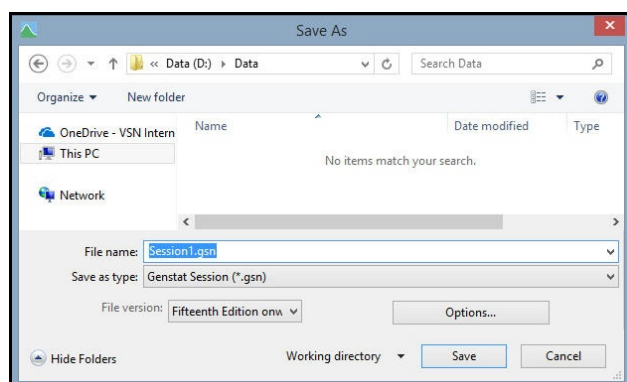 Save As
« Data (D:) Data
Search Data
Organize New folder
OneDrive - VSN Intern
This PC
Network
Name Date modified Type
No items match your search.
File name: Session1.gsn
Save as type: Genstat Session (*.gsn)
File version: Fifteenth Edition onw
Options...
Hide Folders
Working directory
Save
Cancel